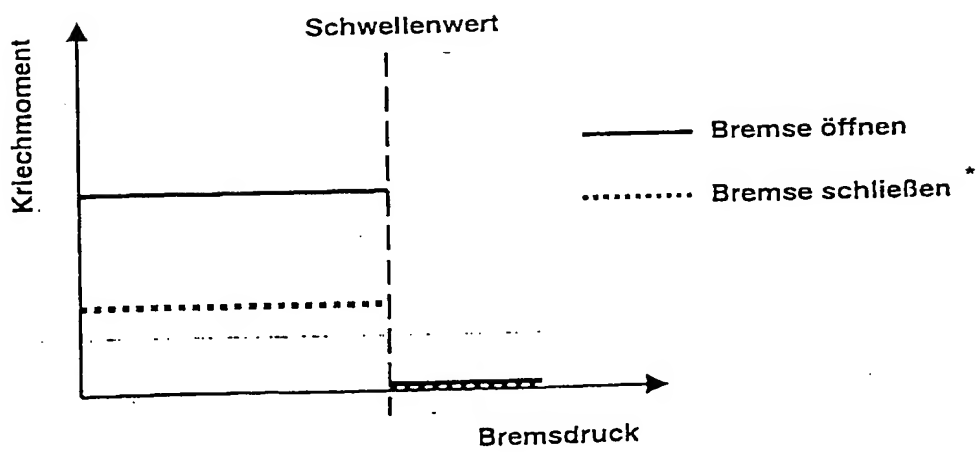 Schwellenwert
Kriechmoment
Bremse öffnen
Bremse schließen *
Bremsdruck